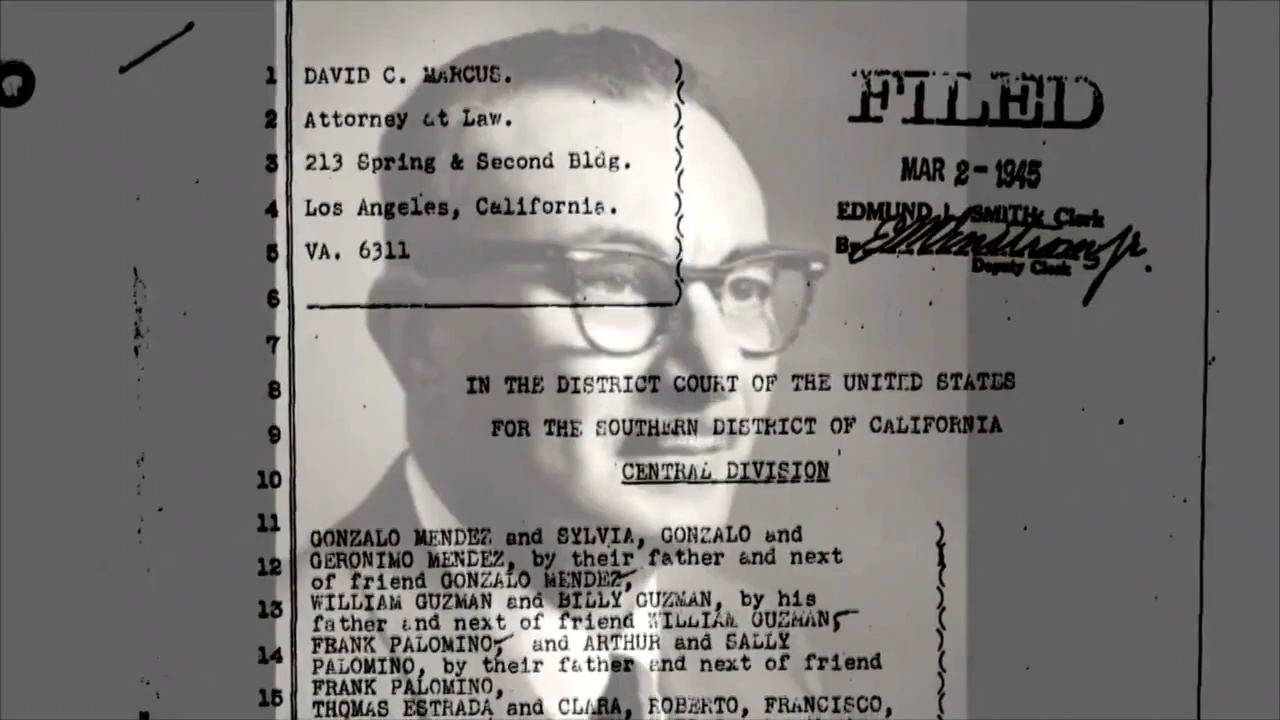 1 DAVID C. MARCUS.
2 Attorney at Law.
3 213 Spring & Second Bldg.
4 Los Angeles, California.
5 VA. 6311
6
7
FILED
MAR 2 - 1945
EDMUND L. SMITH, Clerk
By
Deputy Clerk
8 IN THE DISTRICT COURT OF THE UNITED STATES
9 FOR THE SOUTHERN DISTRICT OF CALIFORNIA
10 CENTRAL DIVISION
11 GONZALO MENDEZ and SYLVIA, GONZALO and
12 GERONIMO MENDEZ, by their father and next
of friend GONZALO MENDEZ,
13 WILLIAM GUZMAN and BILLY GUZMAN, by his
father and next of friend WILLIAM GUZMAN,
14 FRANK PALOMINO, and ARTHUR and SALLY
PALOMINO, by their father and next of friend
FRANK PALOMINO,
15 THOMAS ESTRADA and CLARA, ROBERTO, FRANCISCO,